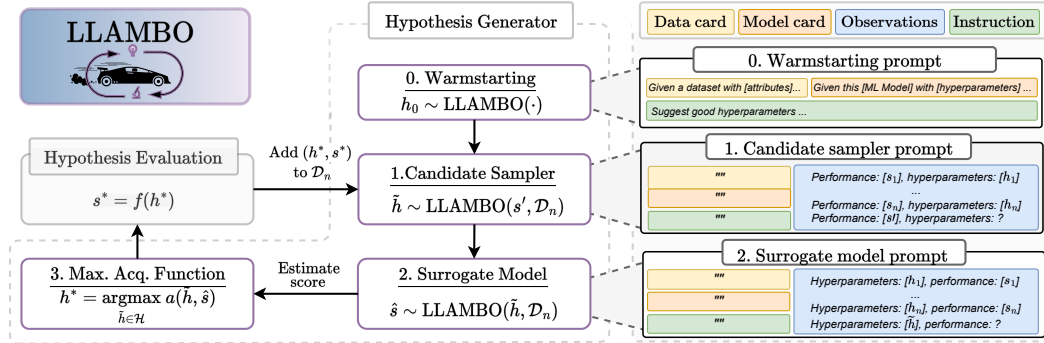 LLAMBO
Hypothesis Generator
0. Warmstarting
h₀ ∼ LLAMBO(·)
Hypothesis Evaluation
s* = f(h*)
Add (h*, s*)
to 𝒟ₙ
1.Candidate Sampler
h̃ ∼ LLAMBO(s′, 𝒟ₙ)
3. Max. Acq. Function
h* = argmax a(h̃, ŝ)
h̃∈ℋ
Estimate
score
2. Surrogate Model
ŝ ∼ LLAMBO(h̃, 𝒟ₙ)
Data card
Model card
Observations
Instruction
0. Warmstarting prompt
Given a dataset with [attributes]...
Given this [ML Model] with [hyperparameters] ...
Suggest good hyperparameters ...
1. Candidate sampler prompt
""
""
""
Performance: [s₁], hyperparameters: [h₁]
...
Performance: [sₙ], hyperparameters: [hₙ]
Performance: [s′], hyperparameters: ?
2. Surrogate model prompt
""
""
""
Hyperparameters: [h₁], performance: [s₁]
...
Hyperparameters: [hₙ], performance: [sₙ]
Hyperparameters: [h̃], performance: ?